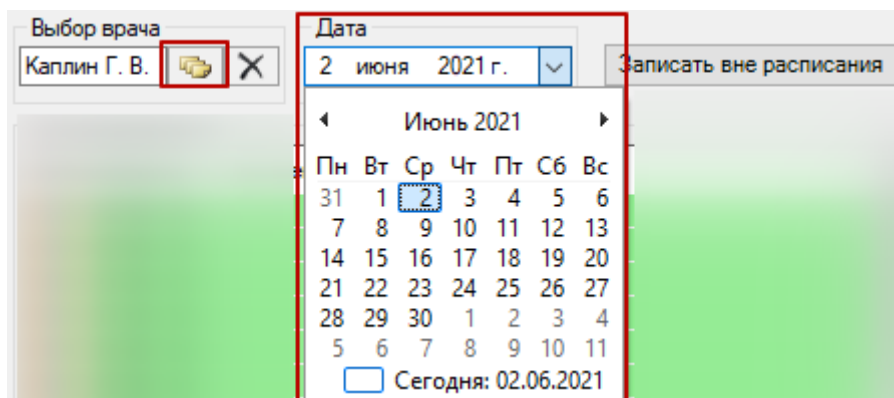 Выбор врача
Каплин Г. В.
Дата
2 июня 2021 г.
Записать вне расписания
Июнь 2021
Пн Вт Ср Чт Пт Сб Вс
31 1 2 3 4 5 6
7 8 9 10 11 12 13
14 15 16 17 18 19 20
21 22 23 24 25 26 27
28 29 30 1 2 3 4
5 6 7 8 9 10 11
Сегодня: 02.06.2021